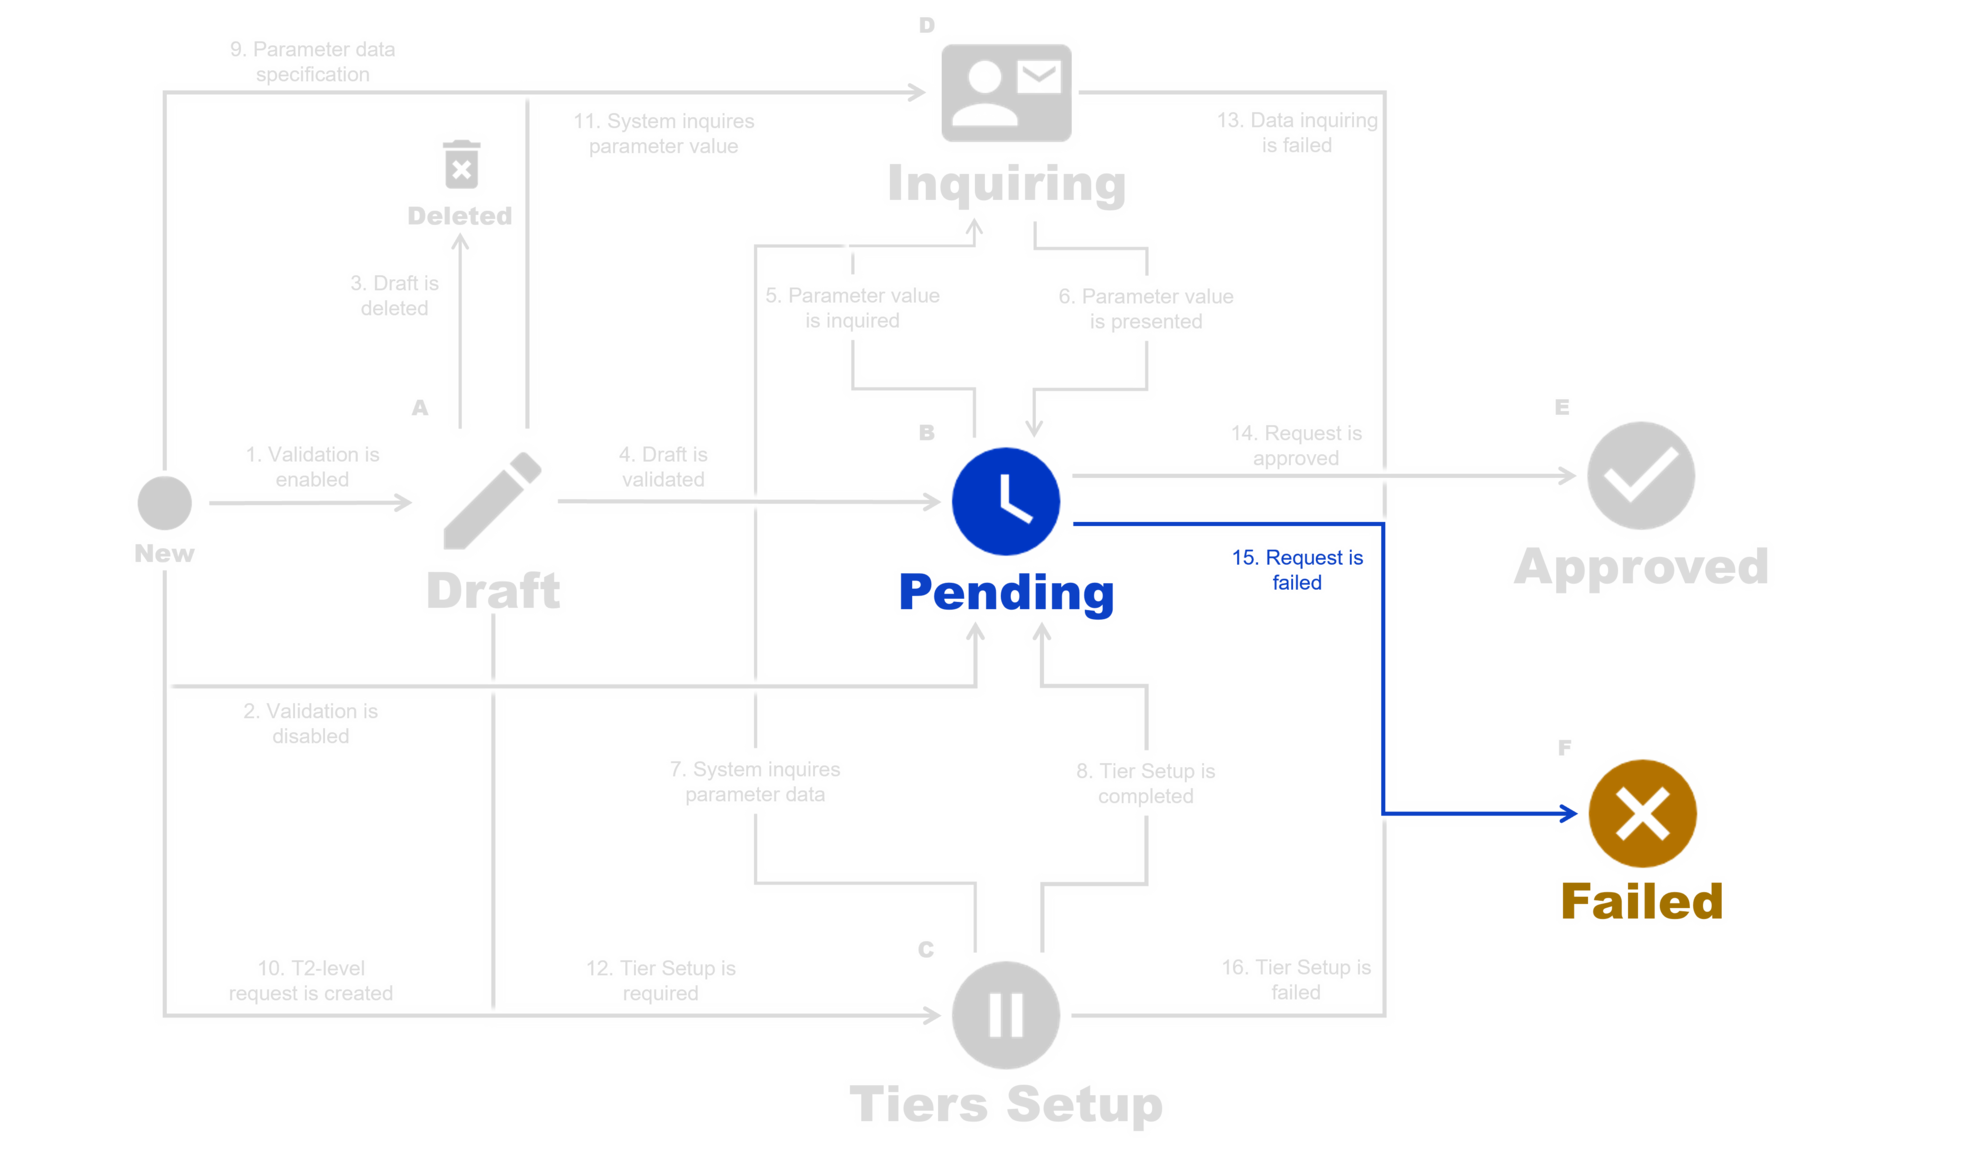 D
9. Parameter data
specification
11. System inquires
parameter value
13. Data inquiring
is failed
Inquiring
Deleted
3. Draft is
deleted
5. Parameter value
is inquired
6. Parameter value
is presented
A
B
E
1. Validation is
enabled
4. Draft is
validated
14. Request is
approved
New
Draft
Pending
15. Request is
failed
Approved
2. Validation is
disabled
7. System inquires
parameter data
8. Tier Setup is
completed
F
Failed
C
10. T2-level
request is created
12. Tier Setup is
required
16. Tier Setup is
failed
Tiers Setup